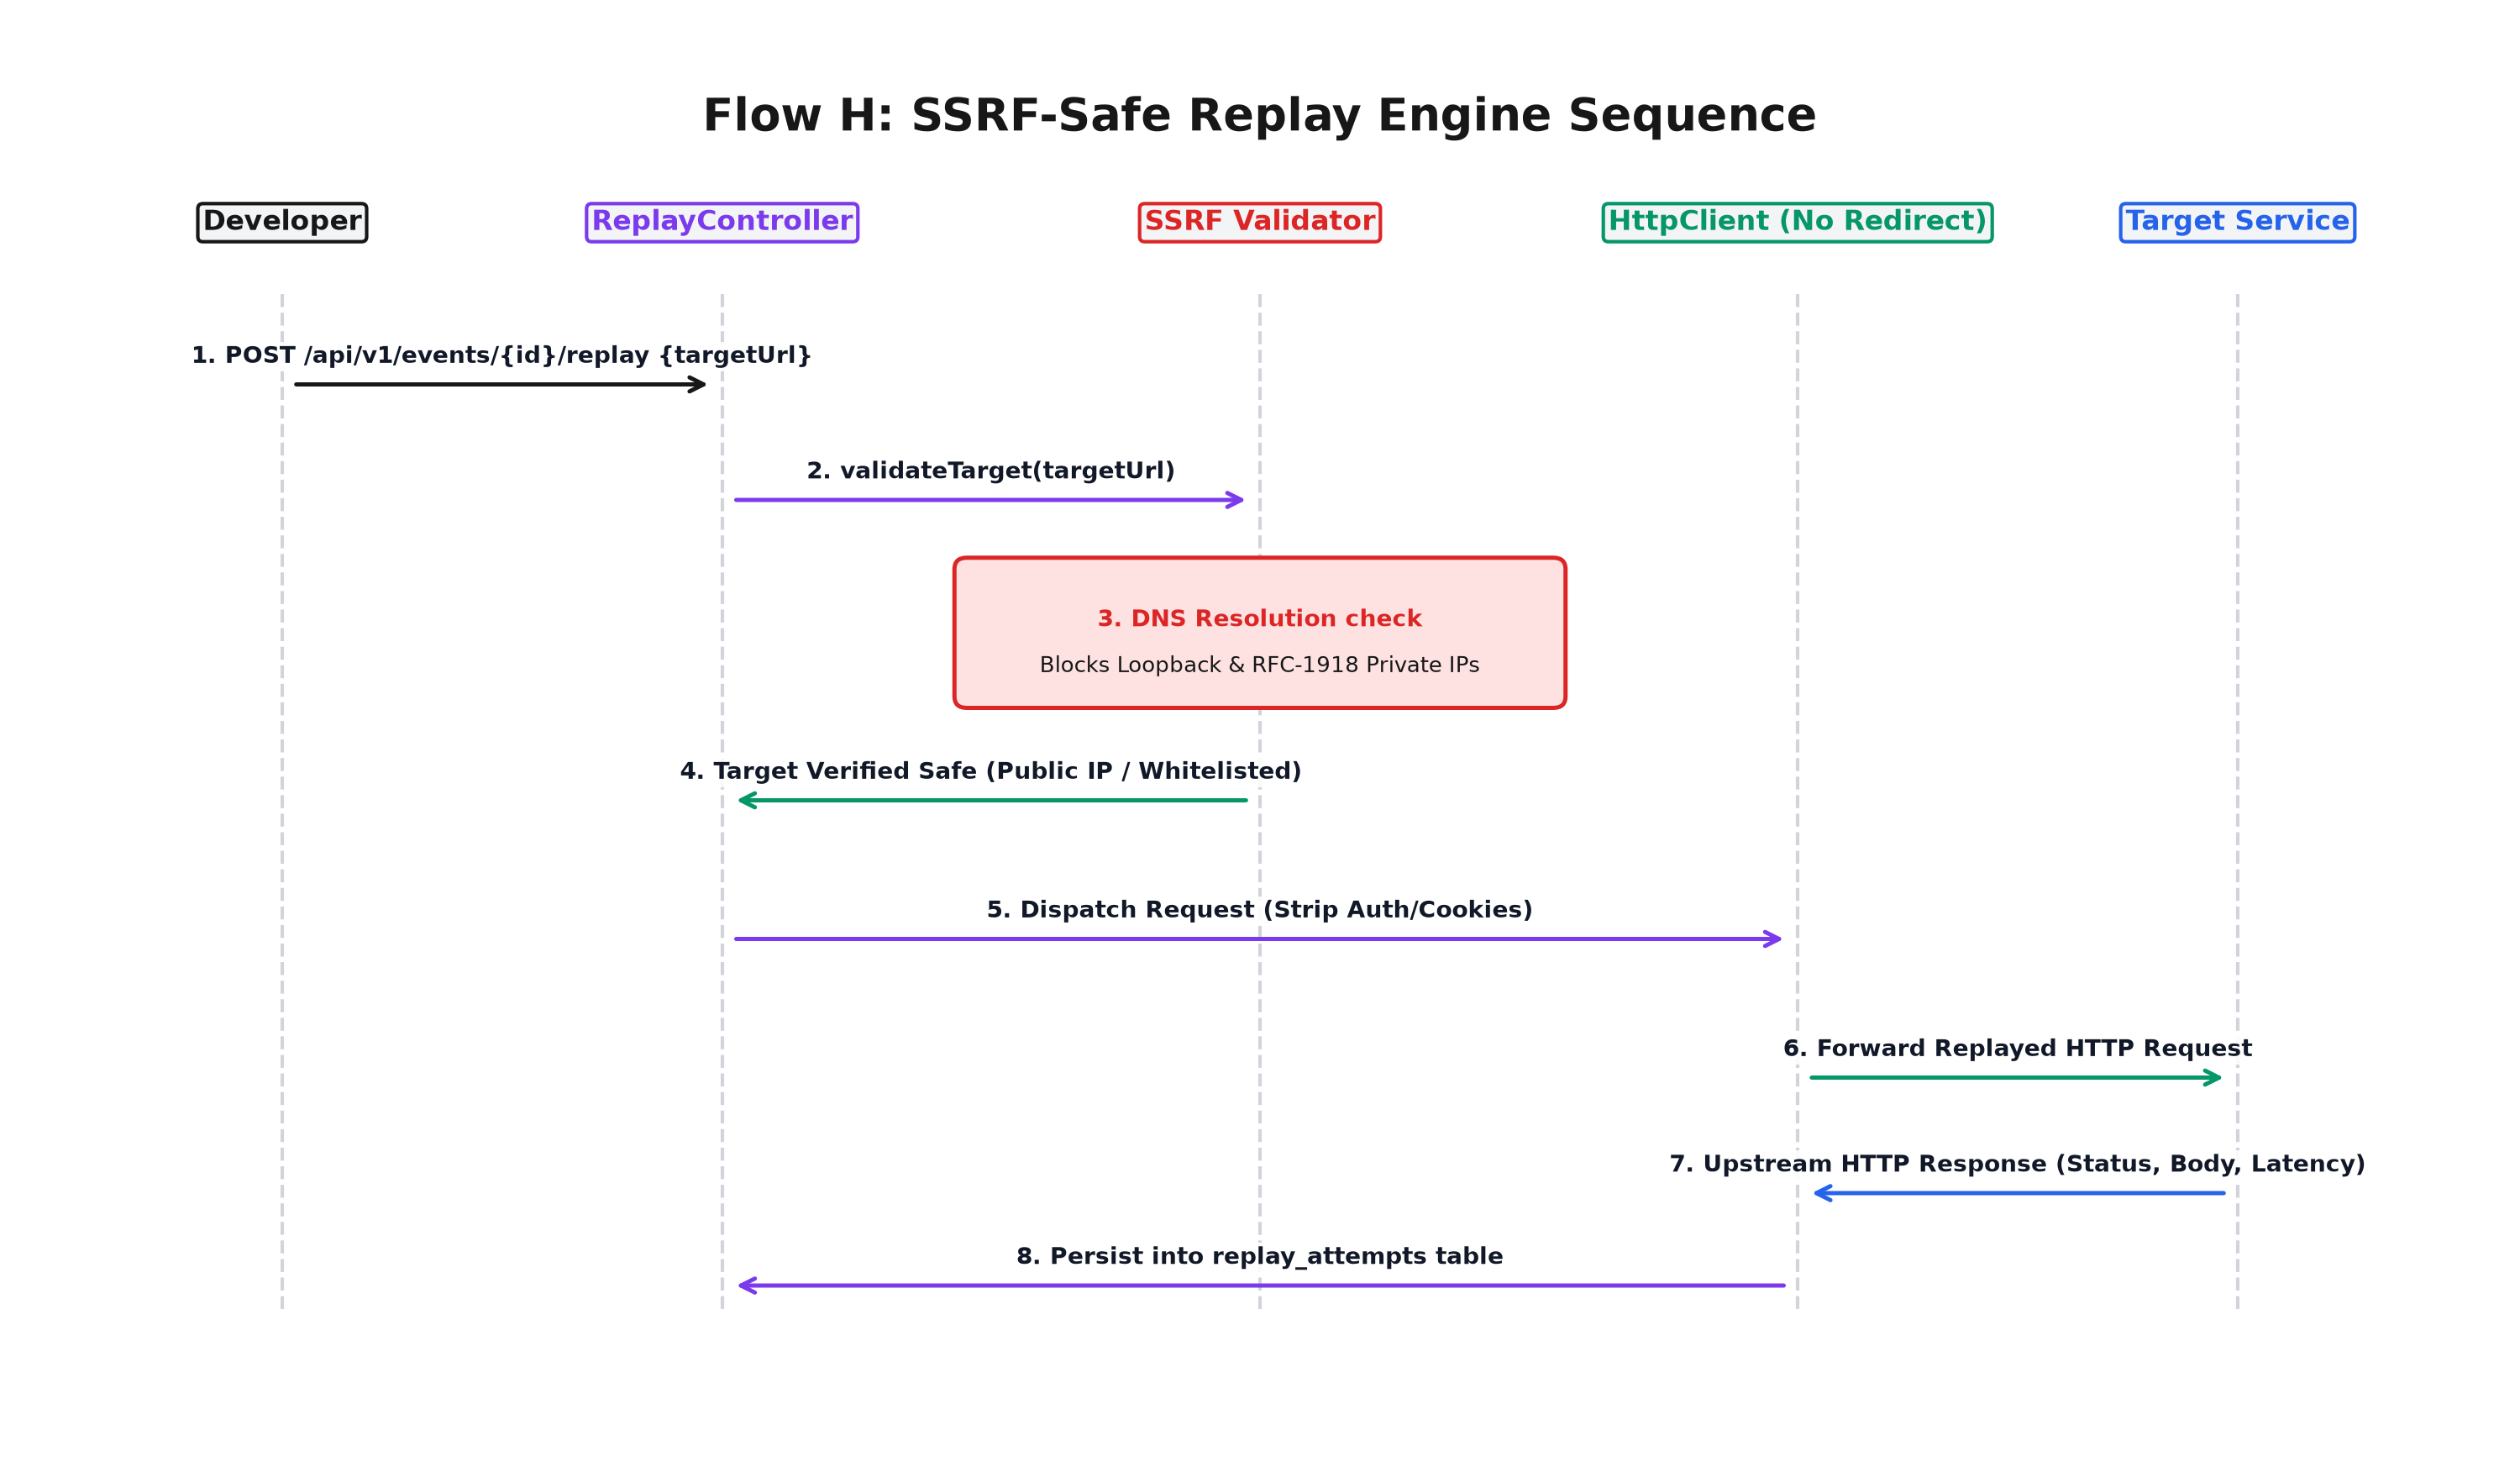 Flow H: SSRF-Safe Replay Engine Sequence
Developer
ReplayController
SSRF Validator
HttpClient (No Redirect)
Target Service
1. POST /api/v1/events/{id}/replay {targetUrl}
2. validateTarget(targetUrl)
3. DNS Resolution check
Blocks Loopback & RFC-1918 Private IPs
4. Target Verified Safe (Public IP / Whitelisted)
5. Dispatch Request (Strip Auth/Cookies)
6. Forward Replayed HTTP Request
7. Upstream HTTP Response (Status, Body, Latency)
8. Persist into replay_attempts table